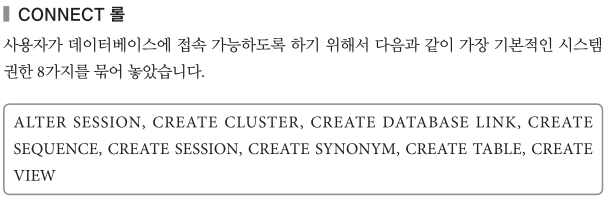 CONNECT 롤
사용자가 데이터베이스에 접속 가능하도록 하기 위해서 다음과 같이 가장 기본적인 시스템
권한 8가지를 묶어 놓았습니다.
ALTER SESSION, CREATE CLUSTER, CREATE DATABASE LINK, CREATE
SEQUENCE, CREATE SESSION, CREATE SYNONYM, CREATE TABLE, CREATE
VIEW